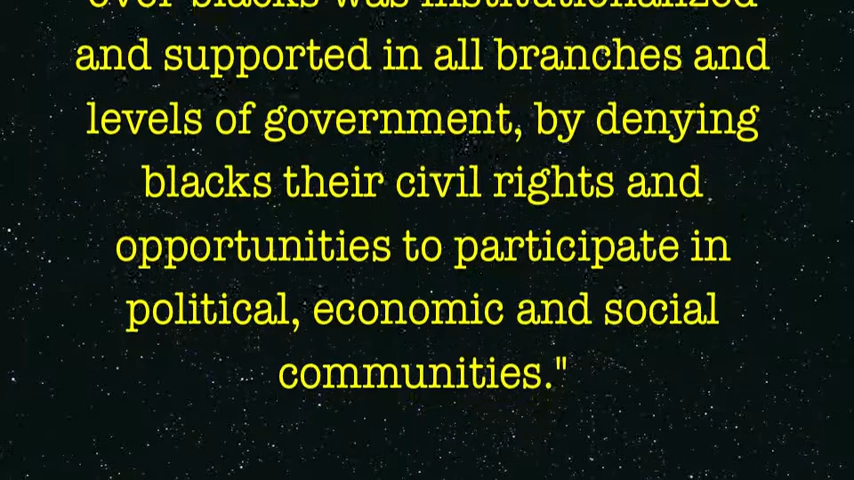 over blacks was institutionalized
and supported in all branches and
levels of government, by denying
blacks their civil rights and
opportunities to participate in
political, economic and social
communities."